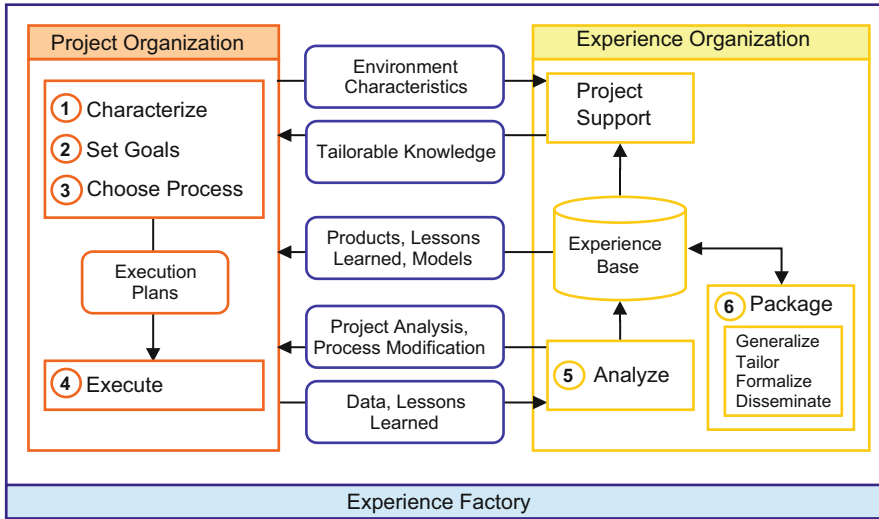 Project Organization
1 Characterize
2 Set Goals
3 Choose Process
Execution
Plans
4 Execute
Environment
Characteristics
Tailorable Knowledge
Products, Lessons
Learned, Models
Project Analysis,
Process Modification
Data, Lessons
Learned
Experience Organization
Project
Support
Experience
Base
5 Analyze
6 Package
Generalize
Tailor
Formalize
Disseminate
Experience Factory